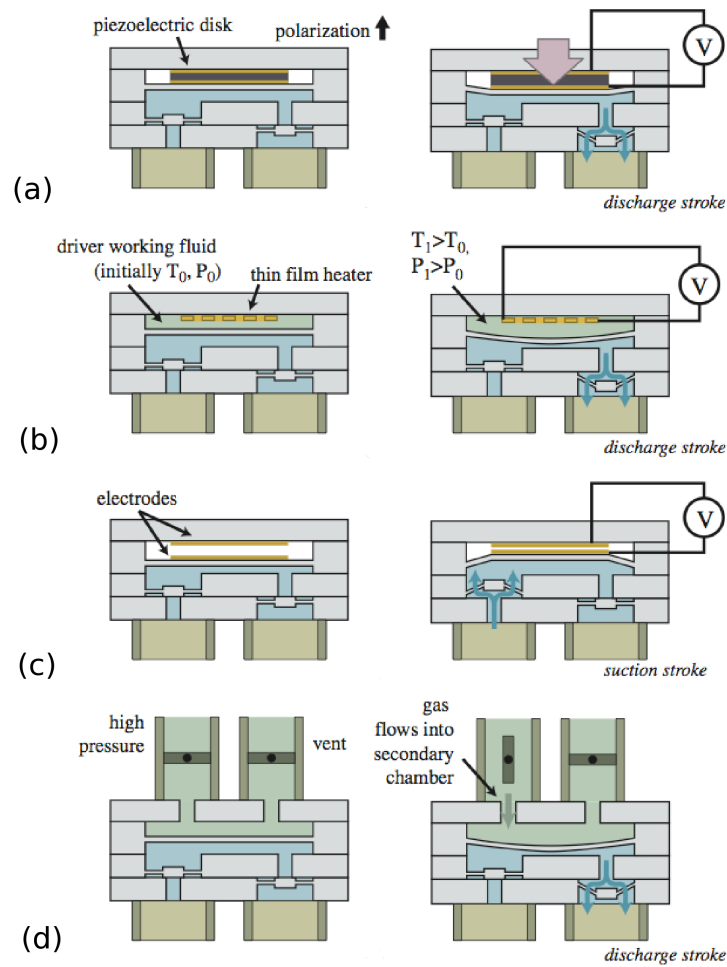 piezoelectric disk
polarization
V
(a)
discharge stroke
driver working fluid
(initially T₀, P₀)
thin film heater
T₁>T₀,
P₁>P₀
V
(b)
discharge stroke
electrodes
V
(c)
suction stroke
high
pressure
vent
gas
flows into
secondary
chamber
(d)
discharge stroke